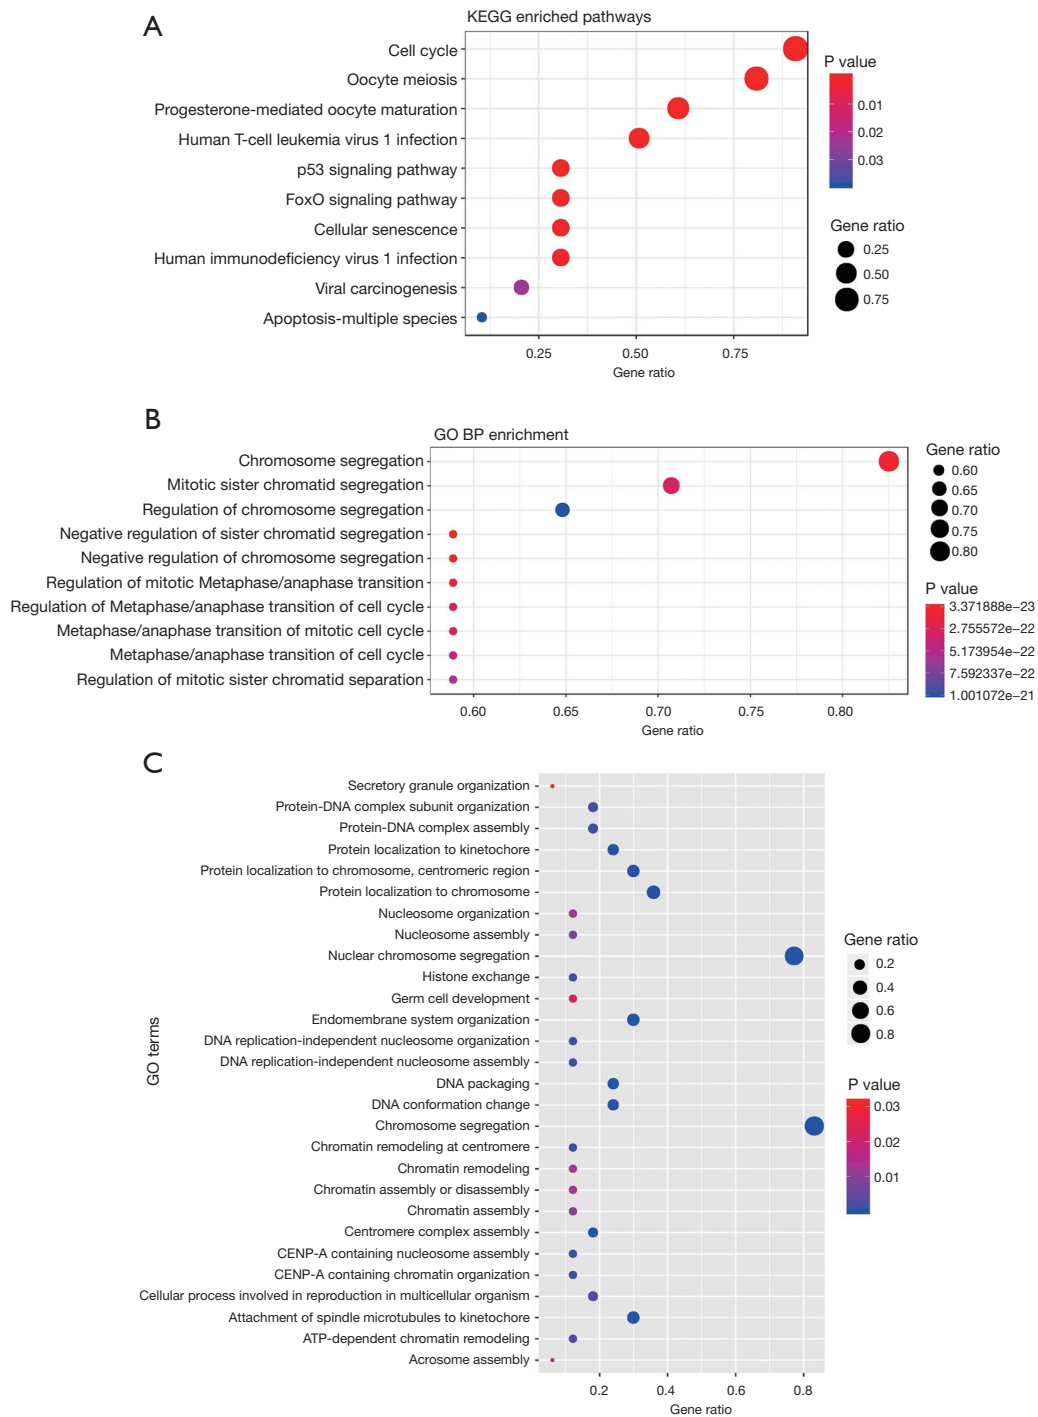 A
KEGG enriched pathways
Cell cycle
Oocyte meiosis
Progesterone-mediated oocyte maturation
Human T-cell leukemia virus 1 infection
p53 signaling pathway
FoxO signaling pathway
Cellular senescence
Human immunodeficiency virus 1 infection
Viral carcinogenesis
Apoptosis-multiple species
0.25 0.50 0.75
Gene ratio
P value
0.01
0.02
0.03
Gene ratio
0.25
0.50
0.75
B
GO BP enrichment
Chromosome segregation
Mitotic sister chromatid segregation
Regulation of chromosome segregation
Negative regulation of sister chromatid segregation
Negative regulation of chromosome segregation
Regulation of mitotic Metaphase/anaphase transition
Regulation of Metaphase/anaphase transition of cell cycle
Metaphase/anaphase transition of mitotic cell cycle
Metaphase/anaphase transition of cell cycle
Regulation of mitotic sister chromatid separation
0.60 0.65 0.70 0.75 0.80
Gene ratio
Gene ratio
0.60
0.65
0.70
0.75
0.80
P value
3.371888e−23
2.755572e−22
5.173954e−22
7.592337e−22
1.001072e−21
C
GO terms
Secretory granule organization
Protein-DNA complex subunit organization
Protein-DNA complex assembly
Protein localization to kinetochore
Protein localization to chromosome, centromeric region
Protein localization to chromosome
Nucleosome organization
Nucleosome assembly
Nuclear chromosome segregation
Histone exchange
Germ cell development
Endomembrane system organization
DNA replication-independent nucleosome organization
DNA replication-independent nucleosome assembly
DNA packaging
DNA conformation change
Chromosome segregation
Chromatin remodeling at centromere
Chromatin remodeling
Chromatin assembly or disassembly
Chromatin assembly
Centromere complex assembly
CENP-A containing nucleosome assembly
CENP-A containing chromatin organization
Cellular process involved in reproduction in multicellular organism
Attachment of spindle microtubules to kinetochore
ATP-dependent chromatin remodeling
Acrosome assembly
0.2 0.4 0.6 0.8
Gene ratio
Gene ratio
0.2
0.4
0.6
0.8
P value
0.03
0.02
0.01